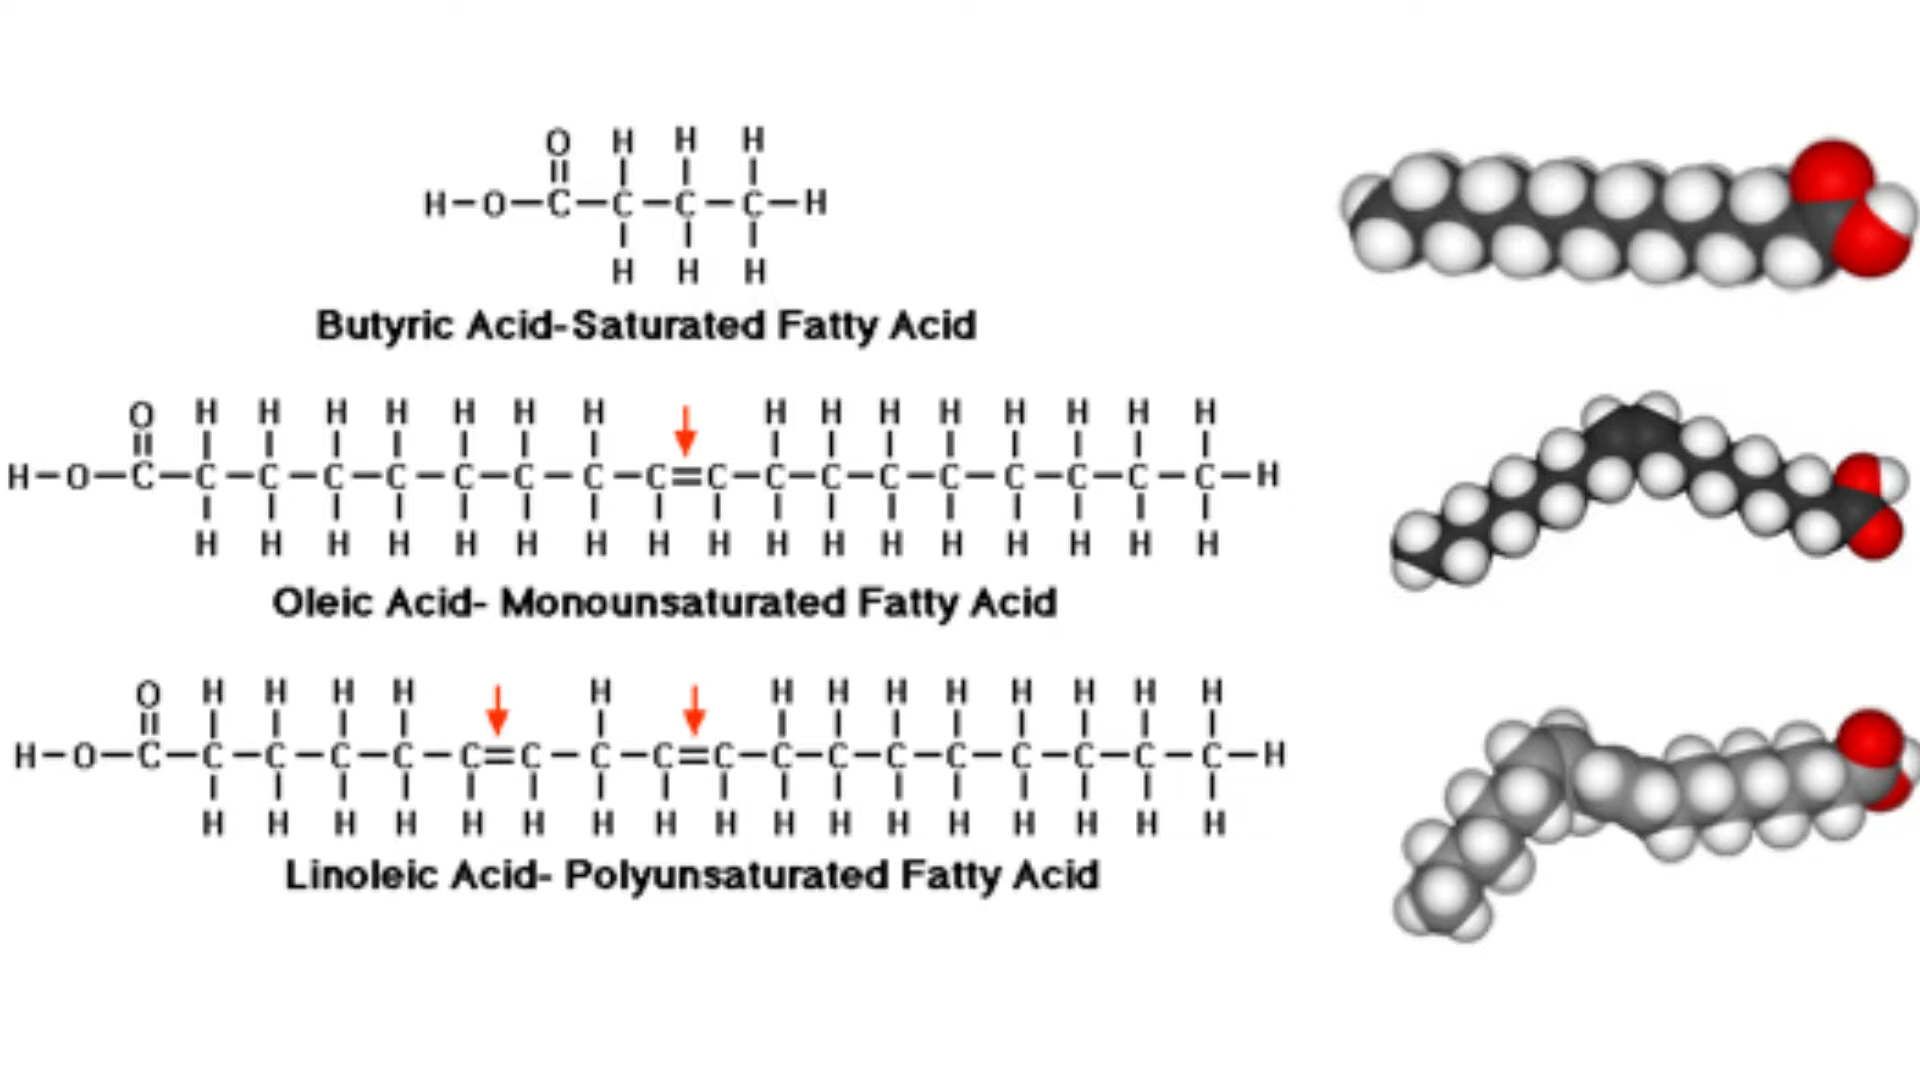 O H H H
H-O-C-C-C-C-H
H H H
Butyric Acid-Saturated Fatty Acid
O H H H H H H H H H H H H H H H
H-O-C-C-C-C-C-C-C-C-C=C-C-C-C-C-C-C-C-C-H
H H H H H H H H H H H H H H H H H
Oleic Acid- Monounsaturated Fatty Acid
O H H H H H H H H H H H H H
H-O-C-C-C-C-C-C=C-C-C=C-C-C-C-C-C-C-C-C-H
H H H H H H H H H H H H H H H H H
Linoleic Acid- Polyunsaturated Fatty Acid